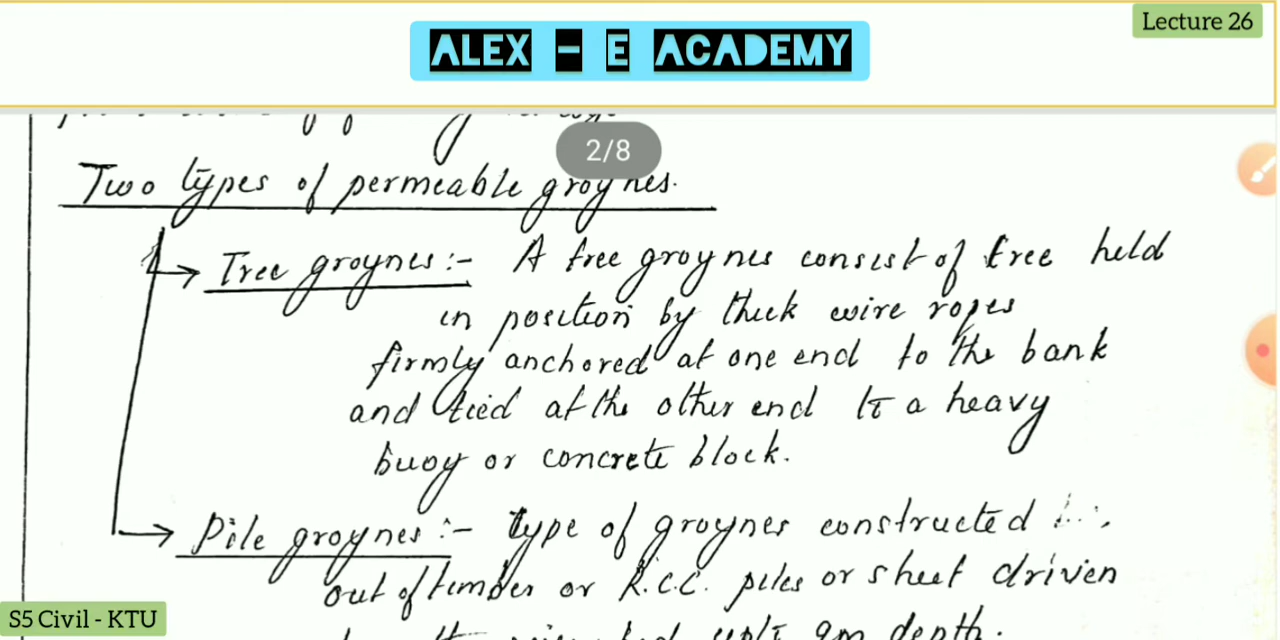 Lecture 26
ALEX - E ACADEMY
2/8
Two types of permeable groynes.
Tree groynes :- A tree groynes consist of tree held
in position by thick wire ropes
firmly anchored at one end to the bank
and tied at the other end to a heavy
buoy or concrete block.
Pile groynes :- type of groynes constructed
out of timber or R.C.C. piles or sheet driven
upto 9m depth.
S5 Civil - KTU